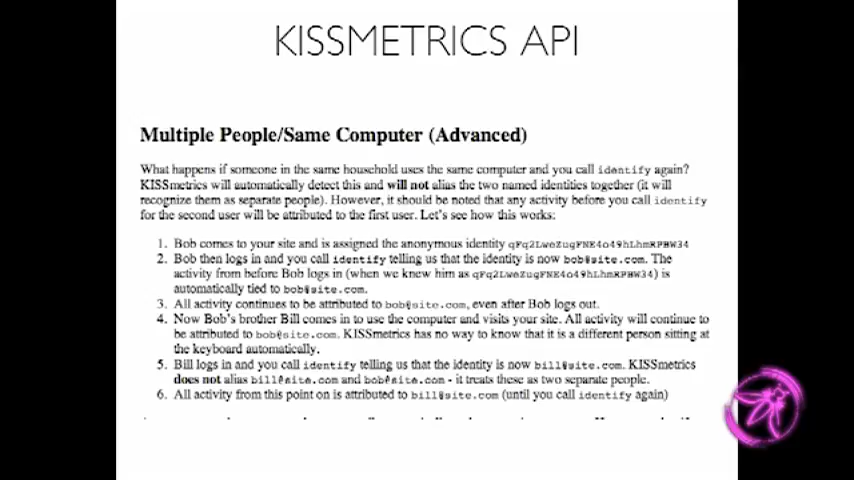 KISSMETRICS API
Multiple People/Same Computer (Advanced)
What happens if someone in the same household uses the same computer and you call identify again?
KISSmetrics will automatically detect this and will not alias the two named identities together (it will
recognize them as separate people). However, it should be noted that any activity before you call identify
for the second user will be attributed to the first user. Let's see how this works:
1. Bob comes to your site and is assigned the anonymous identity qFq2LweZugFNE4o49hLhmRPBW34
2. Bob then logs in and you call identify telling us that the identity is now bob@site.com. The
activity from before Bob logs in (when we knew him as qFq2LweZugFNE4o49hLhmRPBW34) is
automatically tied to bob@site.com.
3. All activity continues to be attributed to bob@site.com, even after Bob logs out.
4. Now Bob's brother Bill comes in to use the computer and visits your site. All activity will continue to
be attributed to bob@site.com. KISSmetrics has no way to know that it is a different person sitting at
the keyboard automatically.
5. Bill logs in and you call identify telling us that the identity is now bill@site.com. KISSmetrics
does not alias bill@site.com and bob@site.com - it treats these as two separate people.
6. All activity from this point on is attributed to bill@site.com (until you call identify again)